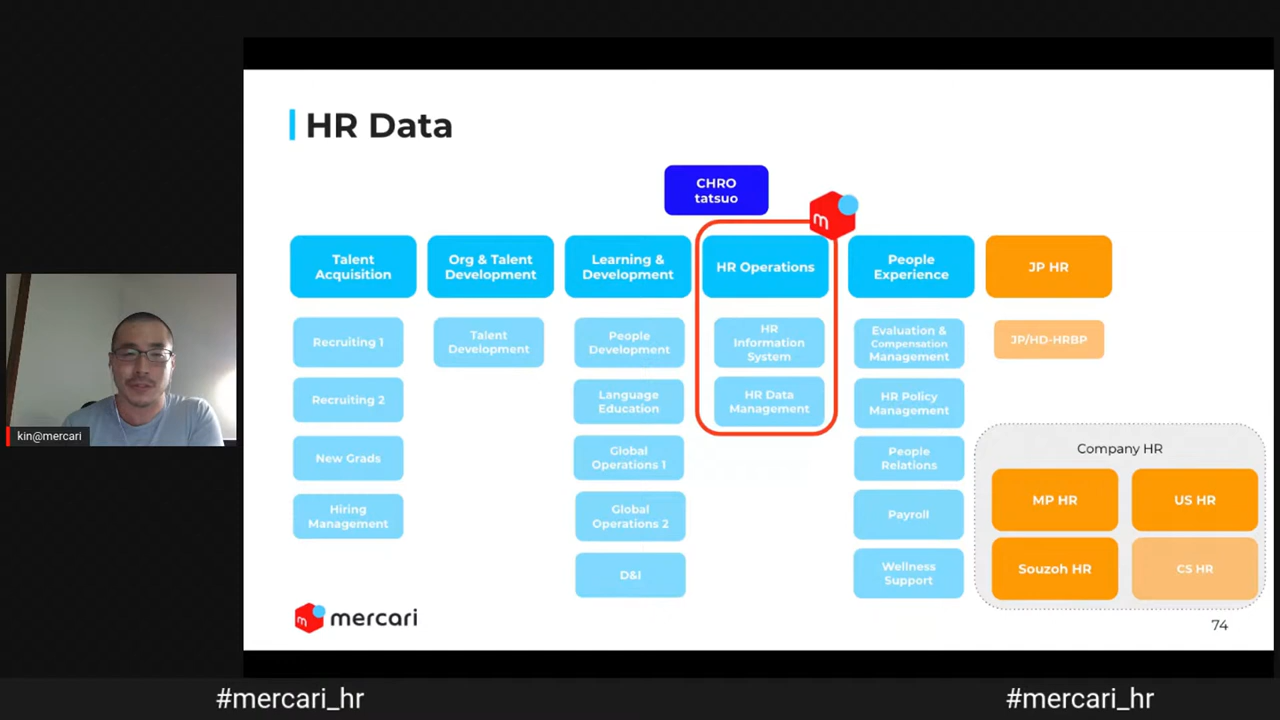 HR Data
CHRO
tatsuo
m
Talent
Acquisition
Org & Talent
Development
Learning &
Development
HR Operations
People
Experience
JP HR
Recruiting 1
Talent
Development
People
Development
HR
Information
System
Evaluation &
Compensation
Management
JP/HD-HRBP
Recruiting 2
Language
Education
HR Data
Management
HR Policy
Management
New Grads
Global
Operations 1
People
Relations
Hiring
Management
Global
Operations 2
Payroll
D&I
Wellness
Support
Company HR
MP HR
US HR
Souzoh HR
CS HR
kin@mercari
m
mercari
74
#mercari_hr
#mercari_hr